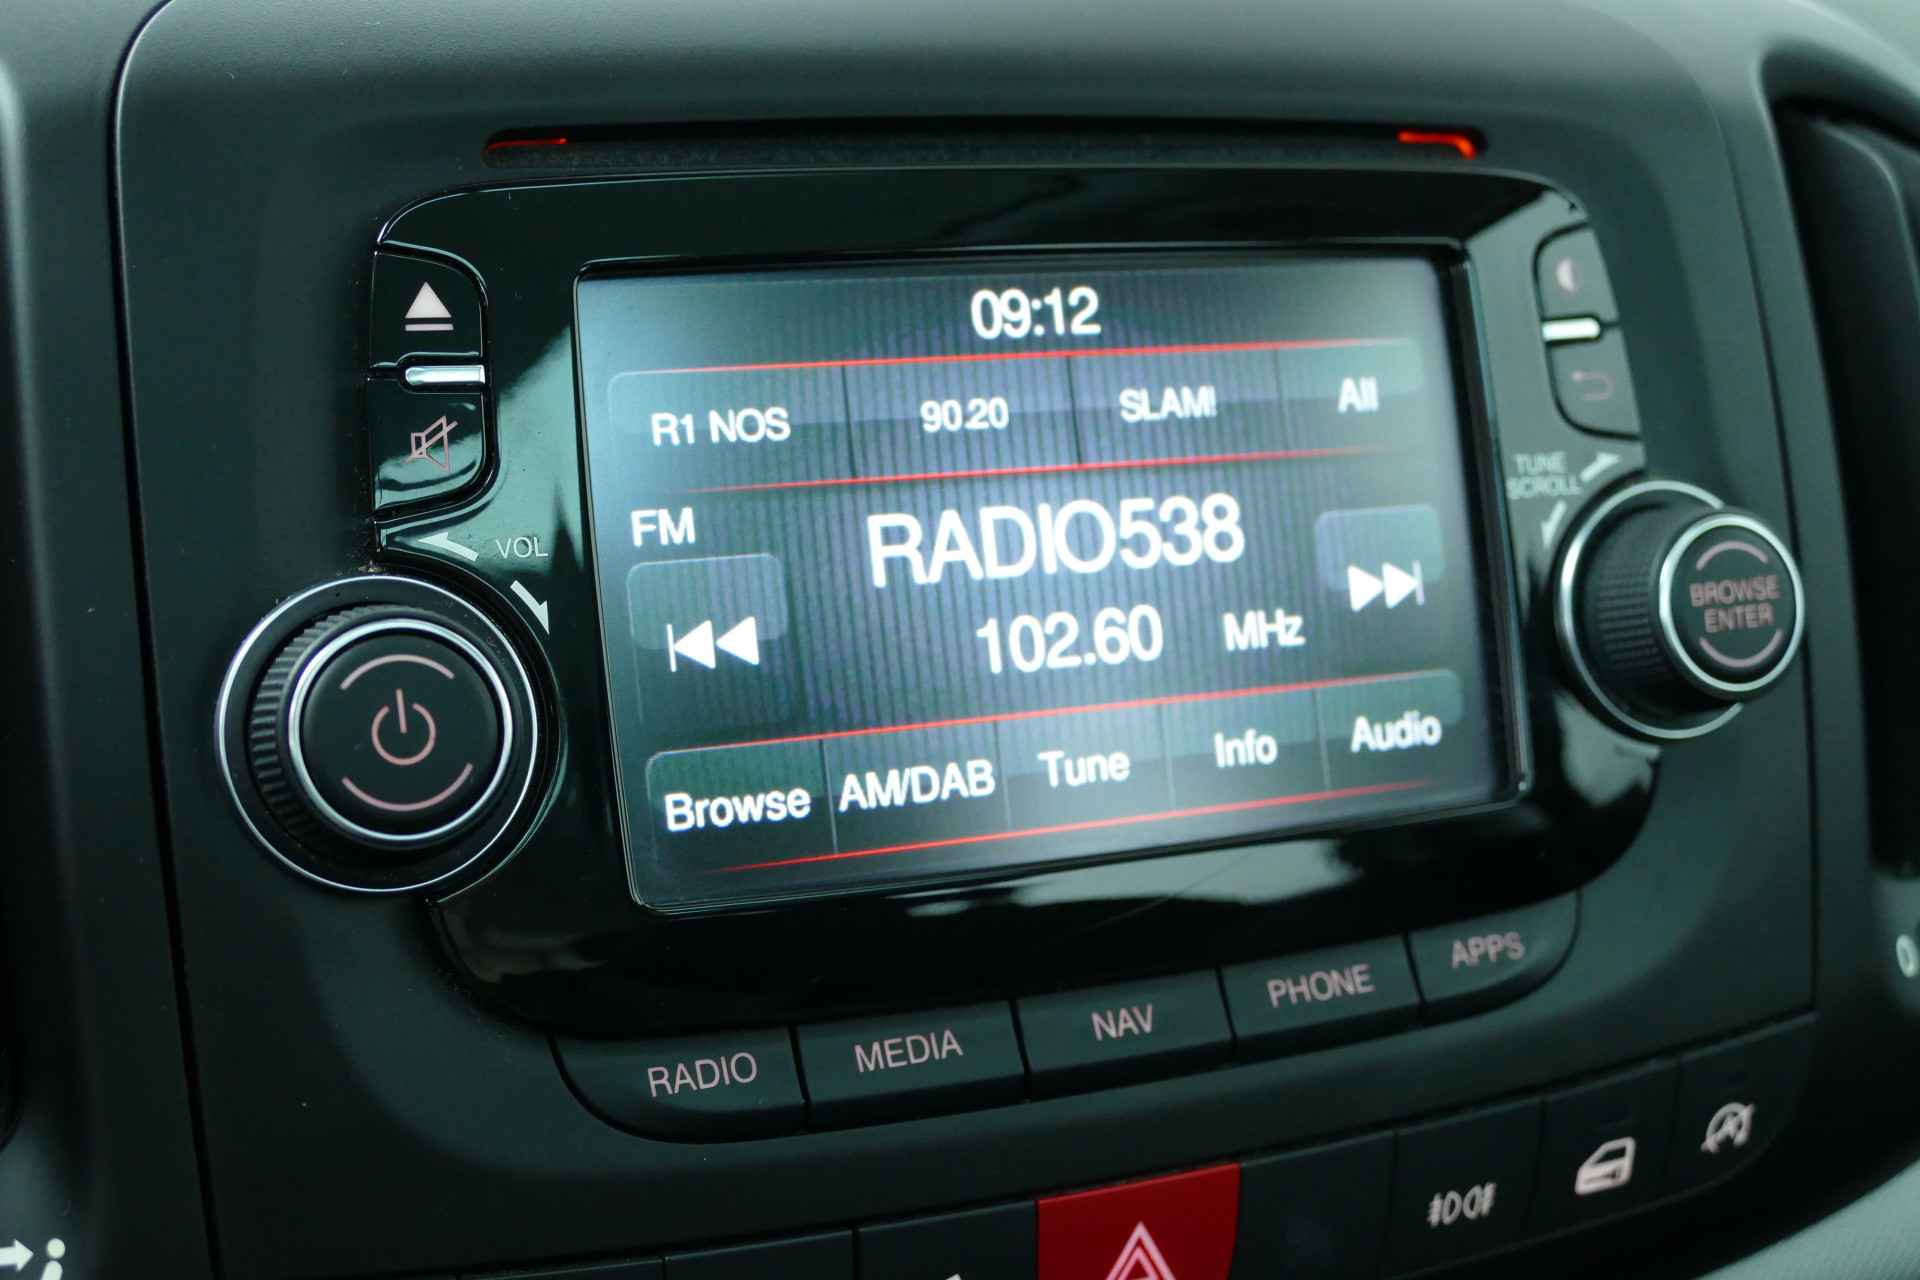 09:12
R1 NOS 90.20 SLAM! All
TUNE
SCROLL
FM
RADIO538
VOL
BROWSE
ENTER
102.60 MHz
Browse AM/DAB Tune Info Audio
RADIO MEDIA NAV PHONE APPS
0